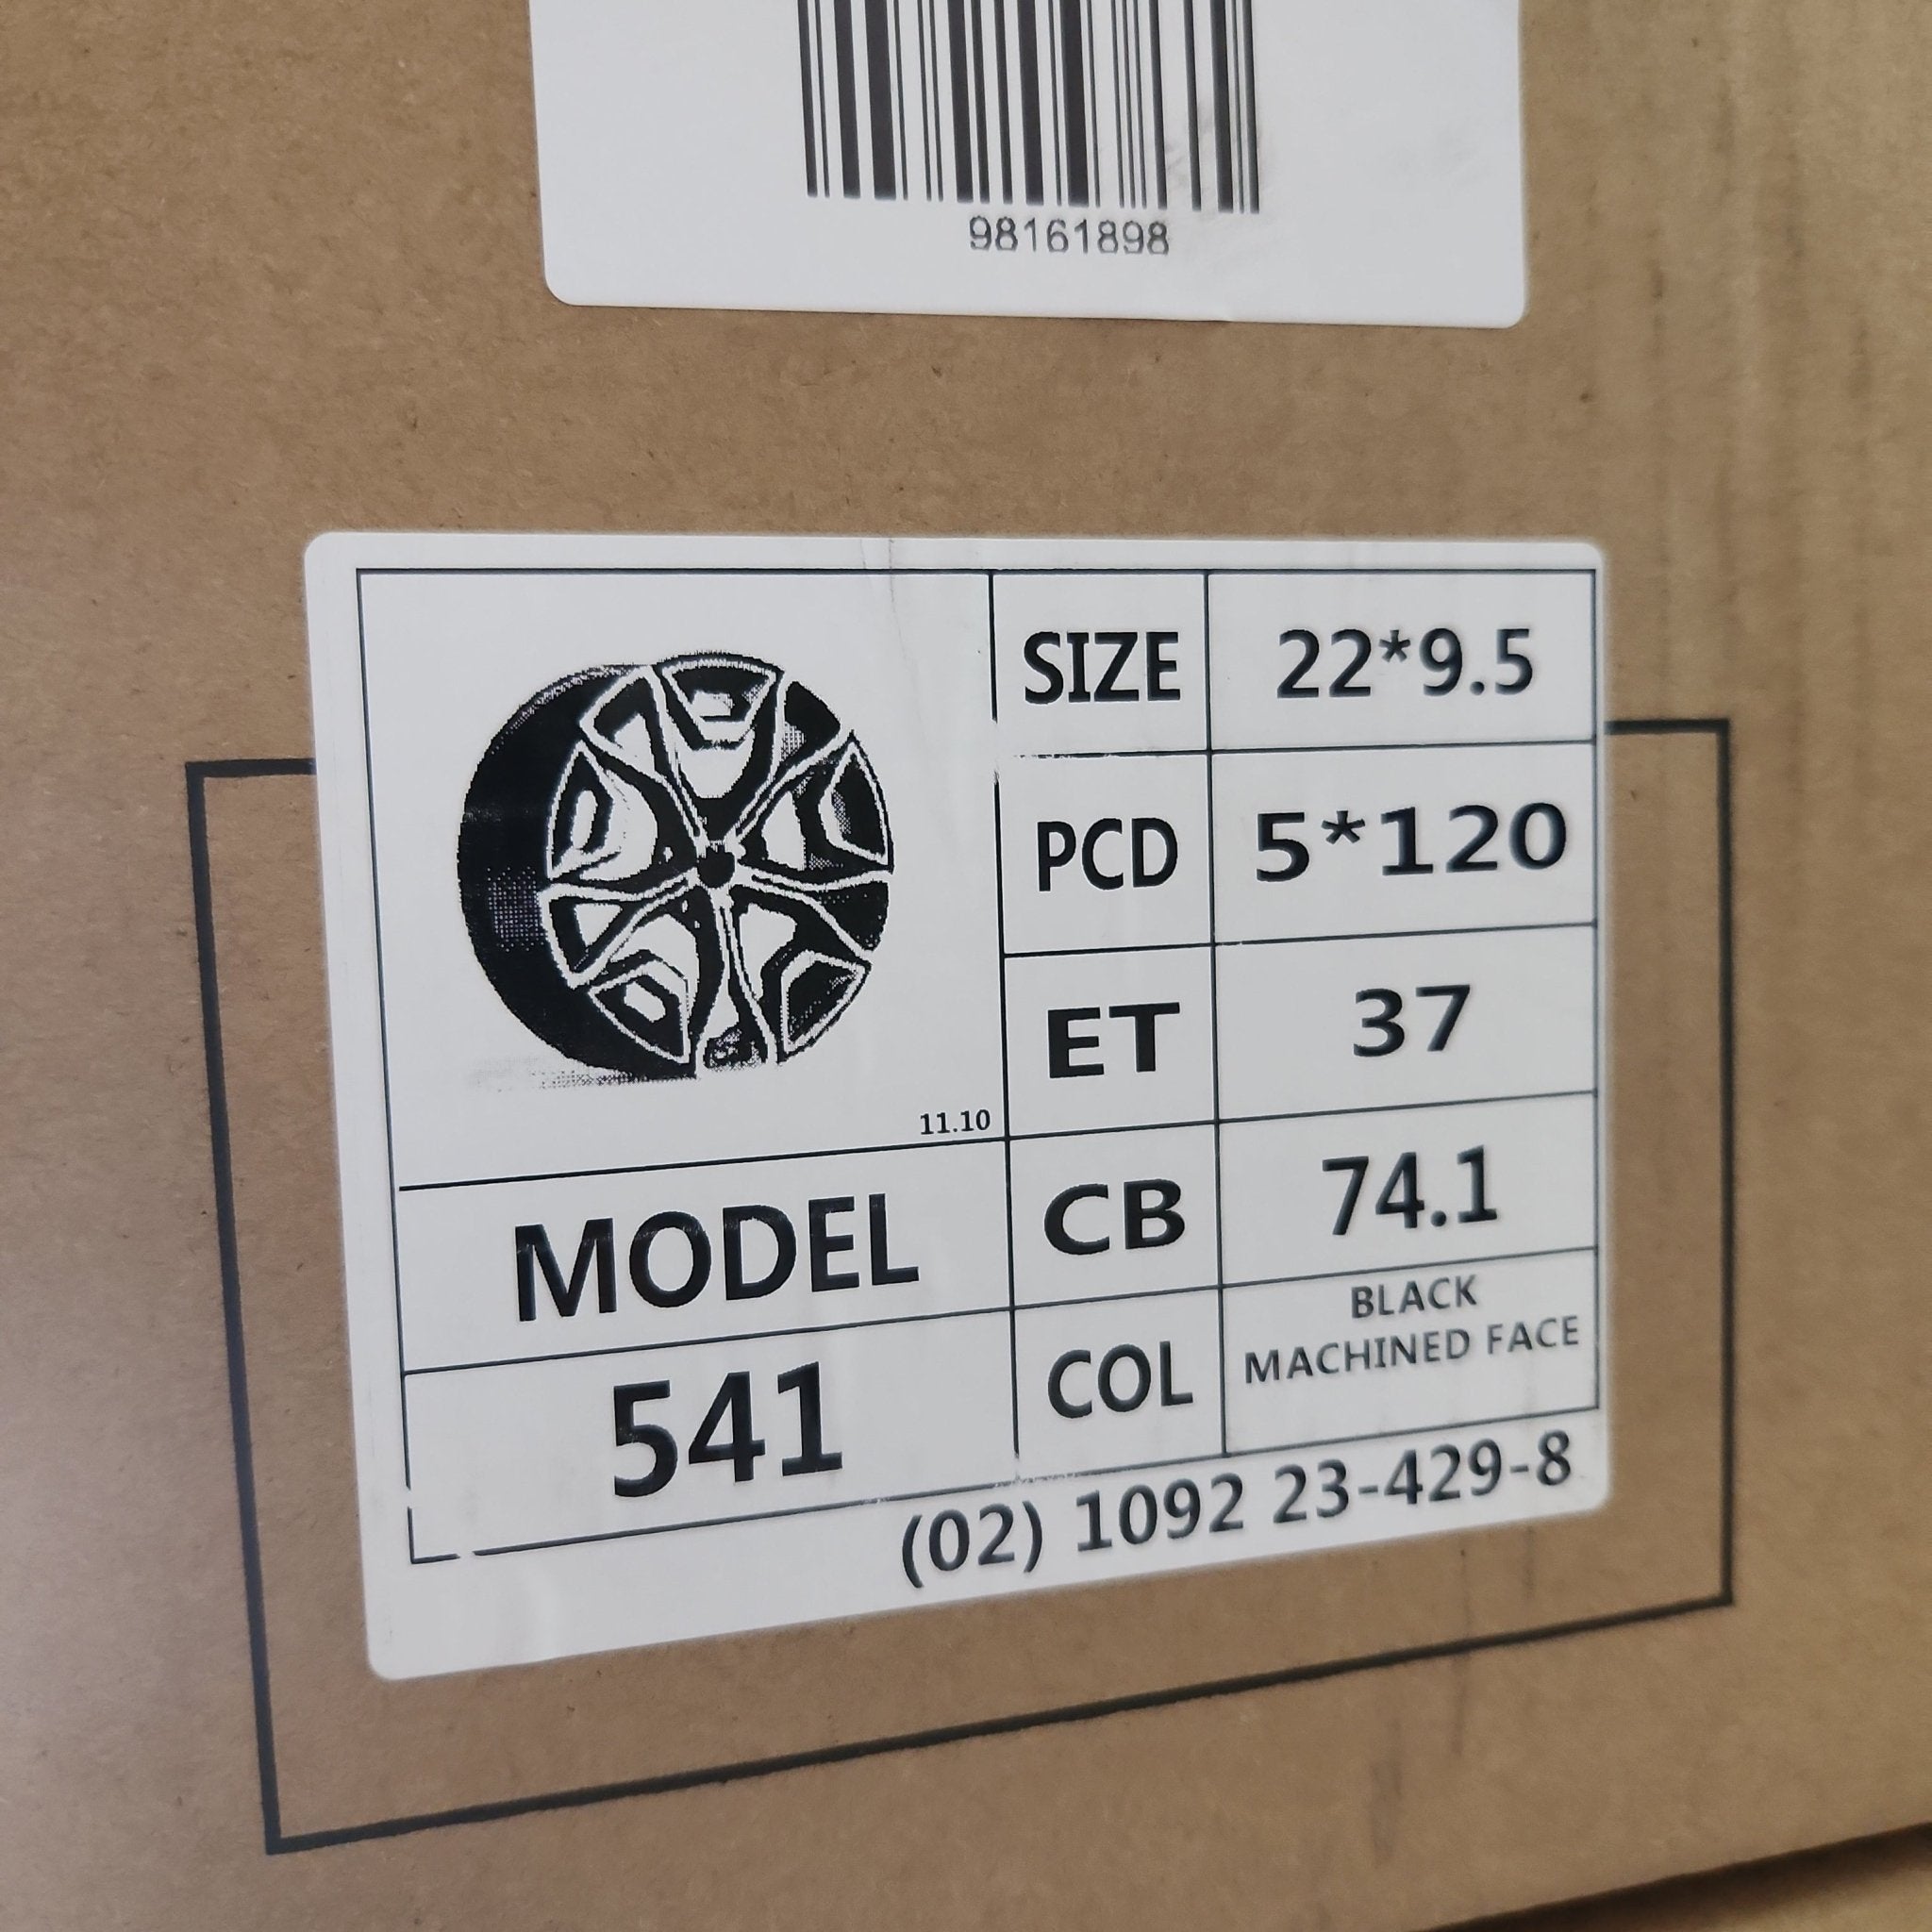 98161898
SIZE 22*9.5
PCD 5*120
ET 37
11.10
CB 74.1
MODEL
COL BLACK
MACHINED FACE
541
(02) 1092 23-429-8